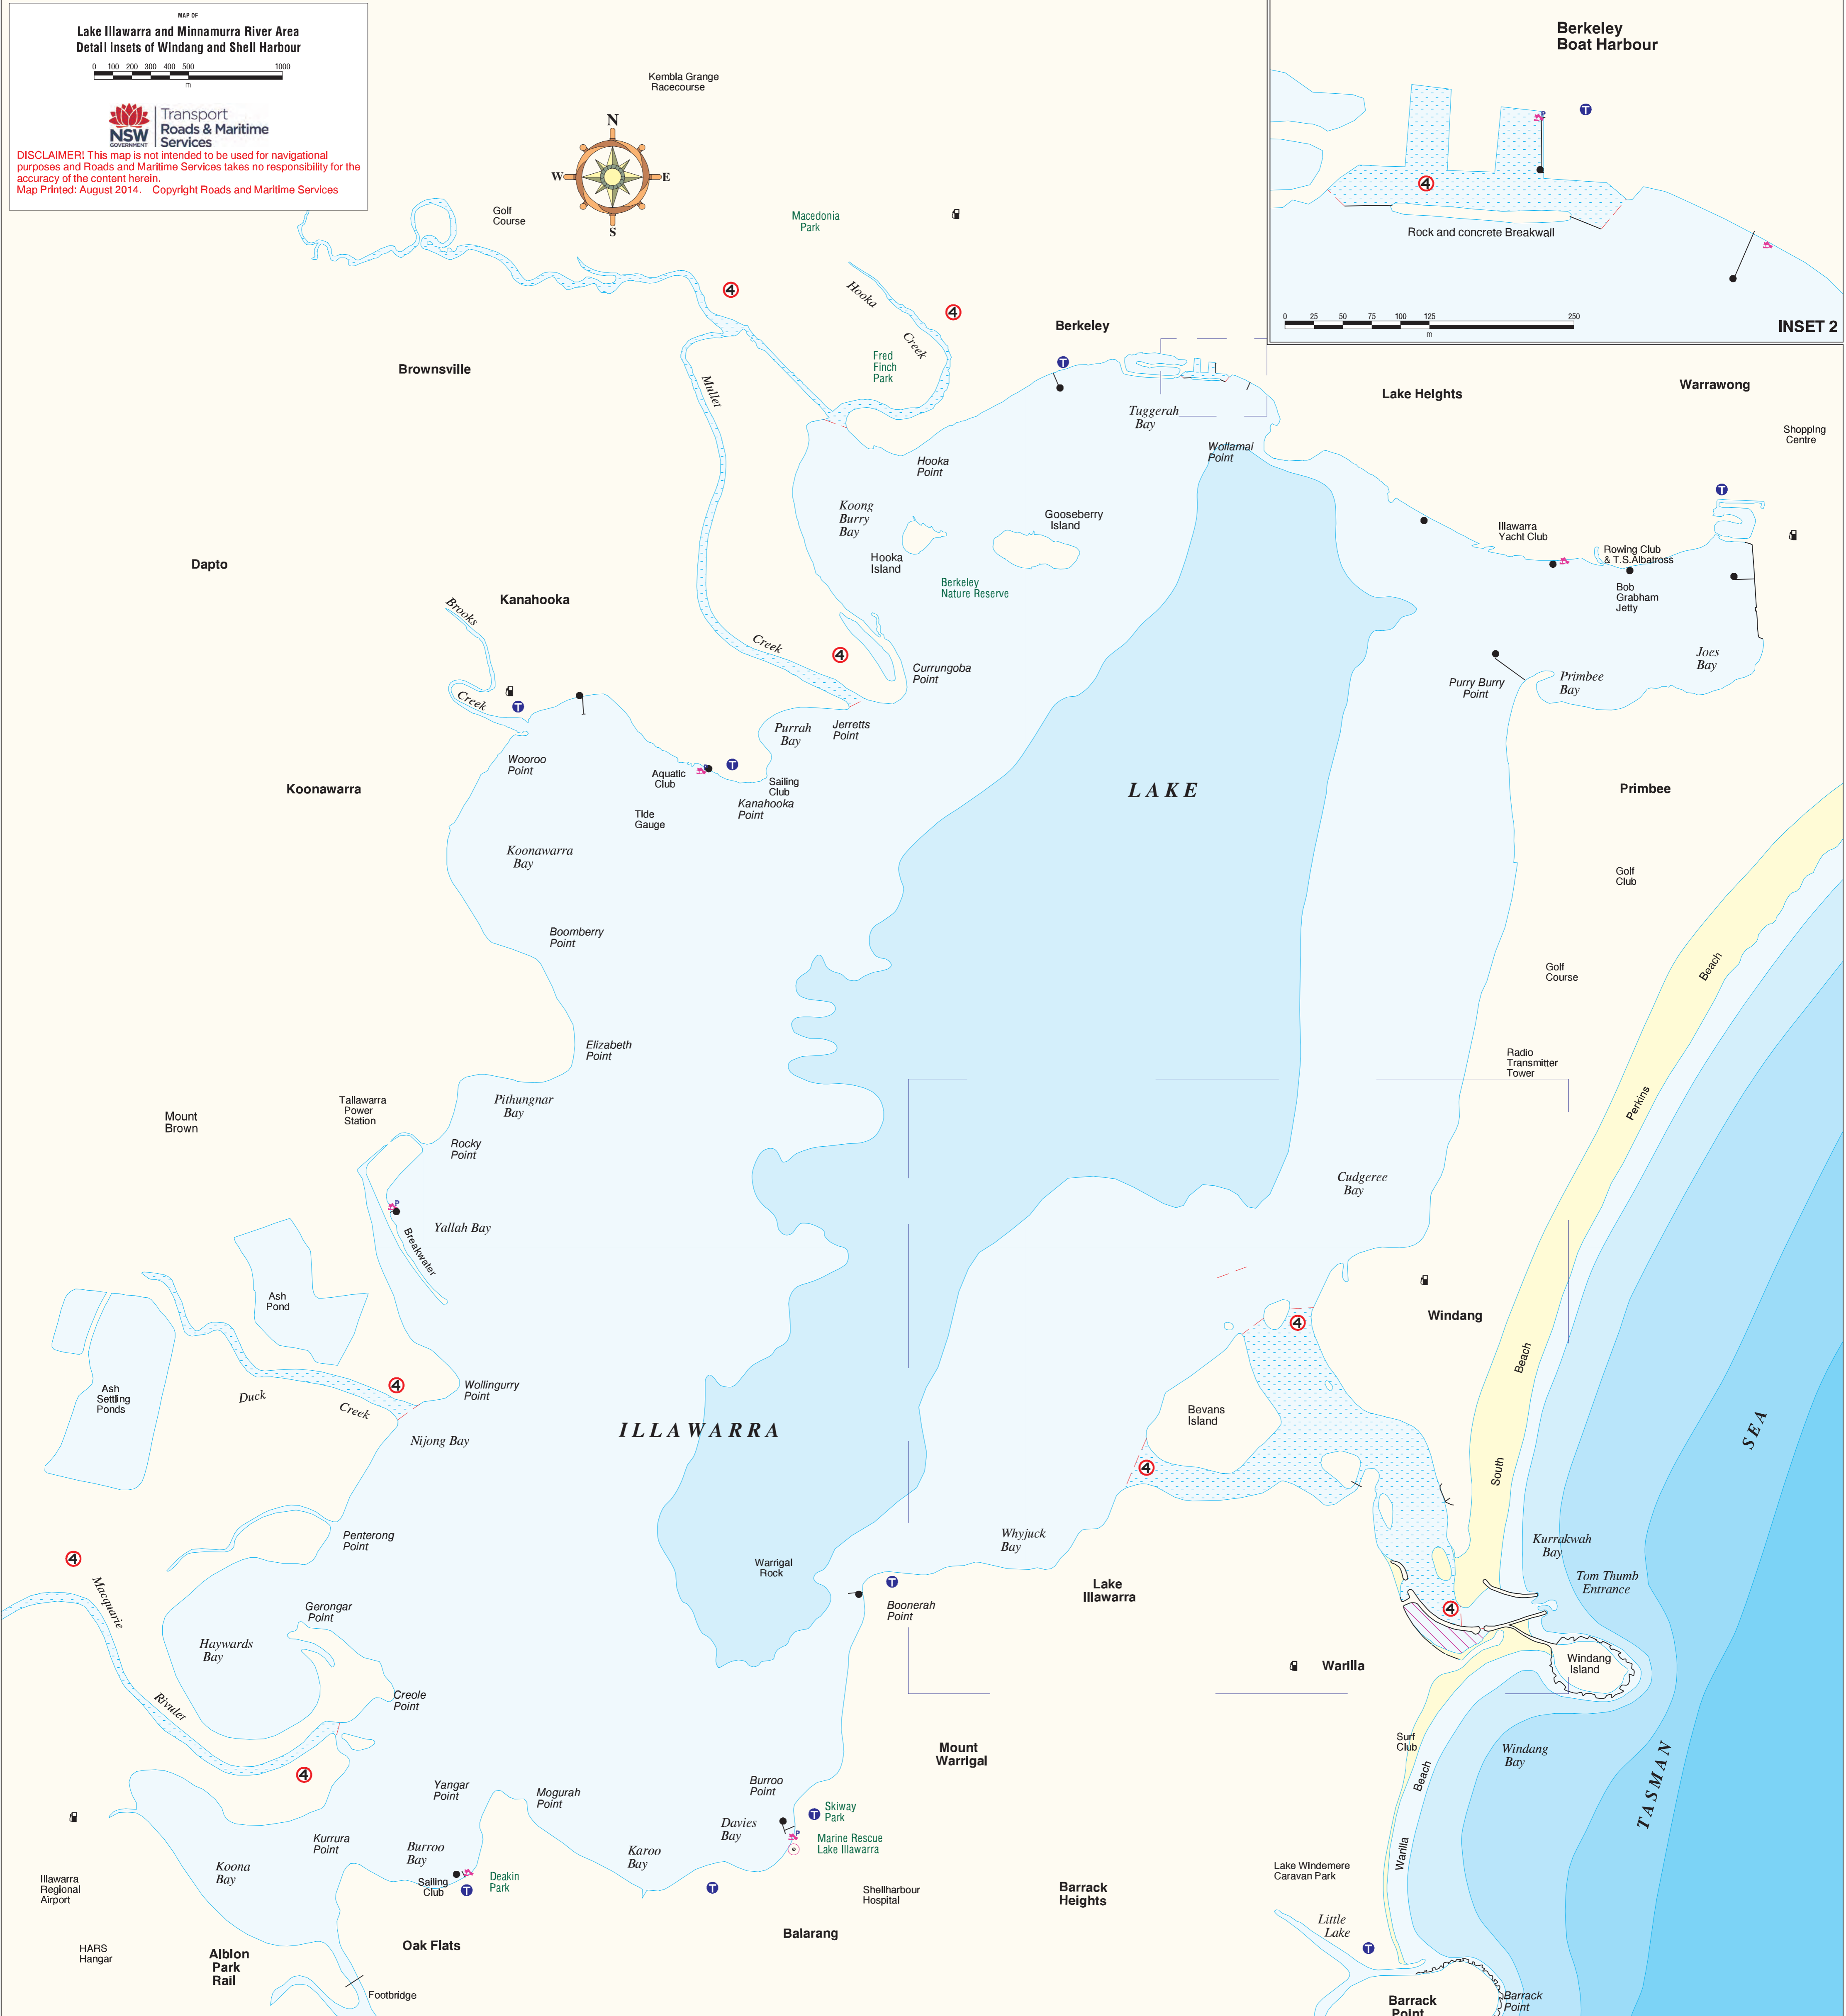 MAP OF
Lake Illawarra and Minnamurra River Area
Detail insets of Windang and Shell Harbour
0 100 200 300 400 500 1000
m
NSW
GOVERNMENT
Transport
Roads & Maritime
Services
DISCLAIMER! This map is not intended to be used for navigational
purposes and Roads and Maritime Services takes no responsibility for the
accuracy of the content herein.
Map Printed: August 2014. Copyright Roads and Maritime Services
Kembla Grange
Racecourse
N
W
E
S
Golf
Course
Macedonia
Park
Berkeley
Boat Harbour
P
T
4
Rock and concrete Breakwall
0 25 50 75 100 125 250
m
INSET 2
4
Hooka
Creek
4
Berkeley
Fred
Finch
Park
T
Brownsville
Mullet
Tuggerah
Bay
Lake Heights
Warrawong
Shopping
Centre
Wollamai
Point
Hooka
Point
T
Koong
Burry
Bay
Gooseberry
Island
Illawarra
Yacht Club
Rowing Club
& T.S.Albatross
Hooka
Island
Dapto
Berkeley
Nature Reserve
Bob
Grabham
Jetty
Kanahooka
Brooks
Creek
4
Creek
T
Currungoba
Point
Joes
Bay
Primbee
Bay
Purry Burry
Point
Purrah
Bay
Jerretts
Point
Wooroo
Point
Aquatic
Club
T
Sailing
Club
Kanahooka
Point
Koonawarra
TIde
Gauge
LAKE
Primbee
Koonawarra
Bay
Golf
Club
Boomberry
Point
Golf
Course
Beach
Elizabeth
Point
Radio
Transmitter
Tower
Perkins
Pithungnar
Bay
Tallawarra
Power
Station
Mount
Brown
Rocky
Point
Cudgeree
Bay
P
Yallah Bay
Breakwater
Ash
Pond
4
Windang
Beach
Ash
Settling
Ponds
Duck
Creek
4
Wollingurry
Point
Nijong Bay
ILLAWARRA
Bevans
Island
SEA
4
South
Penterong
Point
Whyjuck
Bay
Kurrakwah
Bay
Tom Thumb
Entrance
4
Macquarie
Warrigal
Rock
T
Boonerah
Point
Lake
Illawarra
4
Gerongar
Point
Haywards
Bay
Warilla
Windang
Island
Rivulet
Creole
Point
4
Surf
Club
Mount
Warrigal
Windang
Bay
Beach
TASMAN
Yangar
Point
Mogurah
Point
Burroo
Point
T
Skiway
Park
Davies
Bay
P
Marine Rescue
Lake Illawarra
Kurrura
Point
Burroo
Bay
Karoo
Bay
Warilla
Koona
Bay
Sailing
Club
T
Deakin
Park
T
Lake Windemere
Caravan Park
Illawarra
Regional
Airport
Shellharbour
Hospital
Barrack
Heights
Little
Lake
T
Balarang
Oak Flats
HARS
Hangar
Albion
Park
Rail
Footbridge
Barrack
Point
Barrack
Point